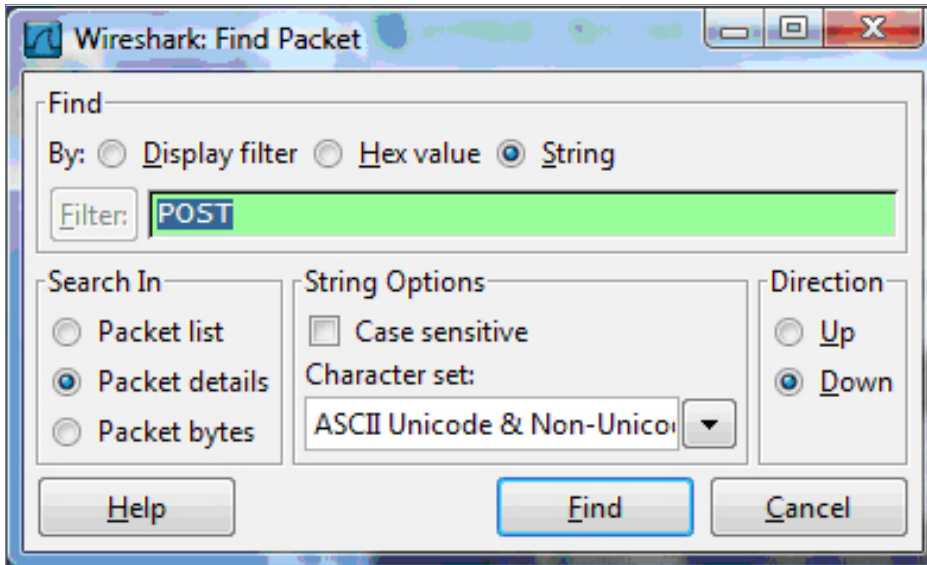 Wireshark: Find Packet
Find
By: Display filter Hex value String
Filter: POST
Search In
Packet list
Packet details
Packet bytes
String Options
Case sensitive
Character set:
ASCII Unicode & Non-Unico
Direction
Up
Down
Help
Find
Cancel